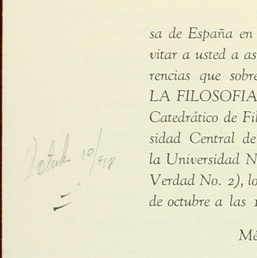 sa de España en
vitar a usted a as
rencias que sobre
LA FILOSOFIA
Catedrático de Fil
sidad Central de
la Universidad N
Verdad No. 2), lo
de octubre a las 1
Mé